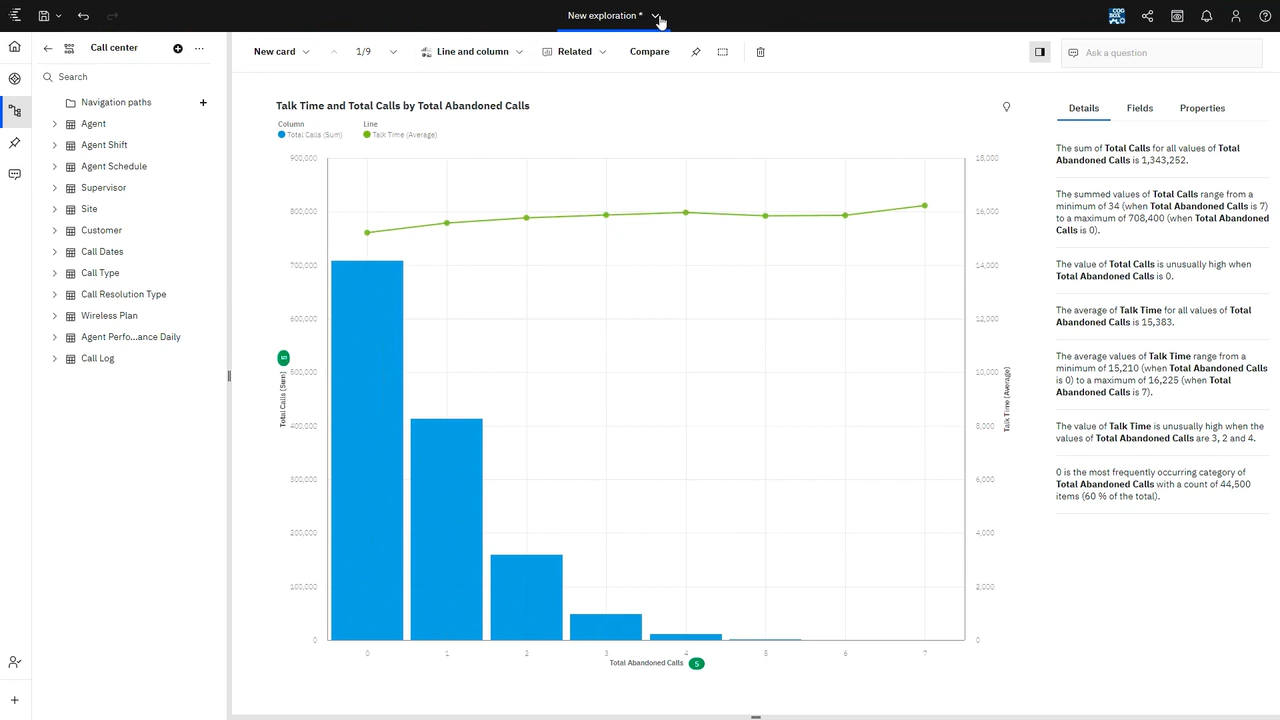 New exploration *
COG
BOX
Call center
New card
1/9
Line and column
Related
Compare
Ask a question
Search
Navigation paths
Agent
Agent Shift
Agent Schedule
Supervisor
Site
Customer
Call Dates
Call Type
Call Resolution Type
Wireless Plan
Agent Perfo...ance Daily
Call Log
Talk Time and Total Calls by Total Abandoned Calls
Column
Total Calls (Sum)
Line
Talk Time (Average)
900,000
800,000
700,000
600,000
500,000
400,000
300,000
200,000
100,000
0
Total Calls (Sum)
5
18,000
16,000
14,000
12,000
10,000
8,000
6,000
4,000
2,000
0
Talk Time (Average)
0
1
2
3
4
5
6
7
Total Abandoned Calls
5
Details
Fields
Properties
The sum of Total Calls for all values of Total
Abandoned Calls is 1,343,252.
The summed values of Total Calls range from a
minimum of 34 (when Total Abandoned Calls is 7)
to a maximum of 708,400 (when Total Abandoned
Calls is 0).
The value of Total Calls is unusually high when
Total Abandoned Calls is 0.
The average of Talk Time for all values of Total
Abandoned Calls is 15,383.
The average values of Talk Time range from a
minimum of 15,210 (when Total Abandoned Calls
is 0) to a maximum of 16,225 (when Total
Abandoned Calls is 7).
The value of Talk Time is unusually high when the
values of Total Abandoned Calls are 3, 2 and 4.
0 is the most frequently occurring category of
Total Abandoned Calls with a count of 44,500
items (60 % of the total).